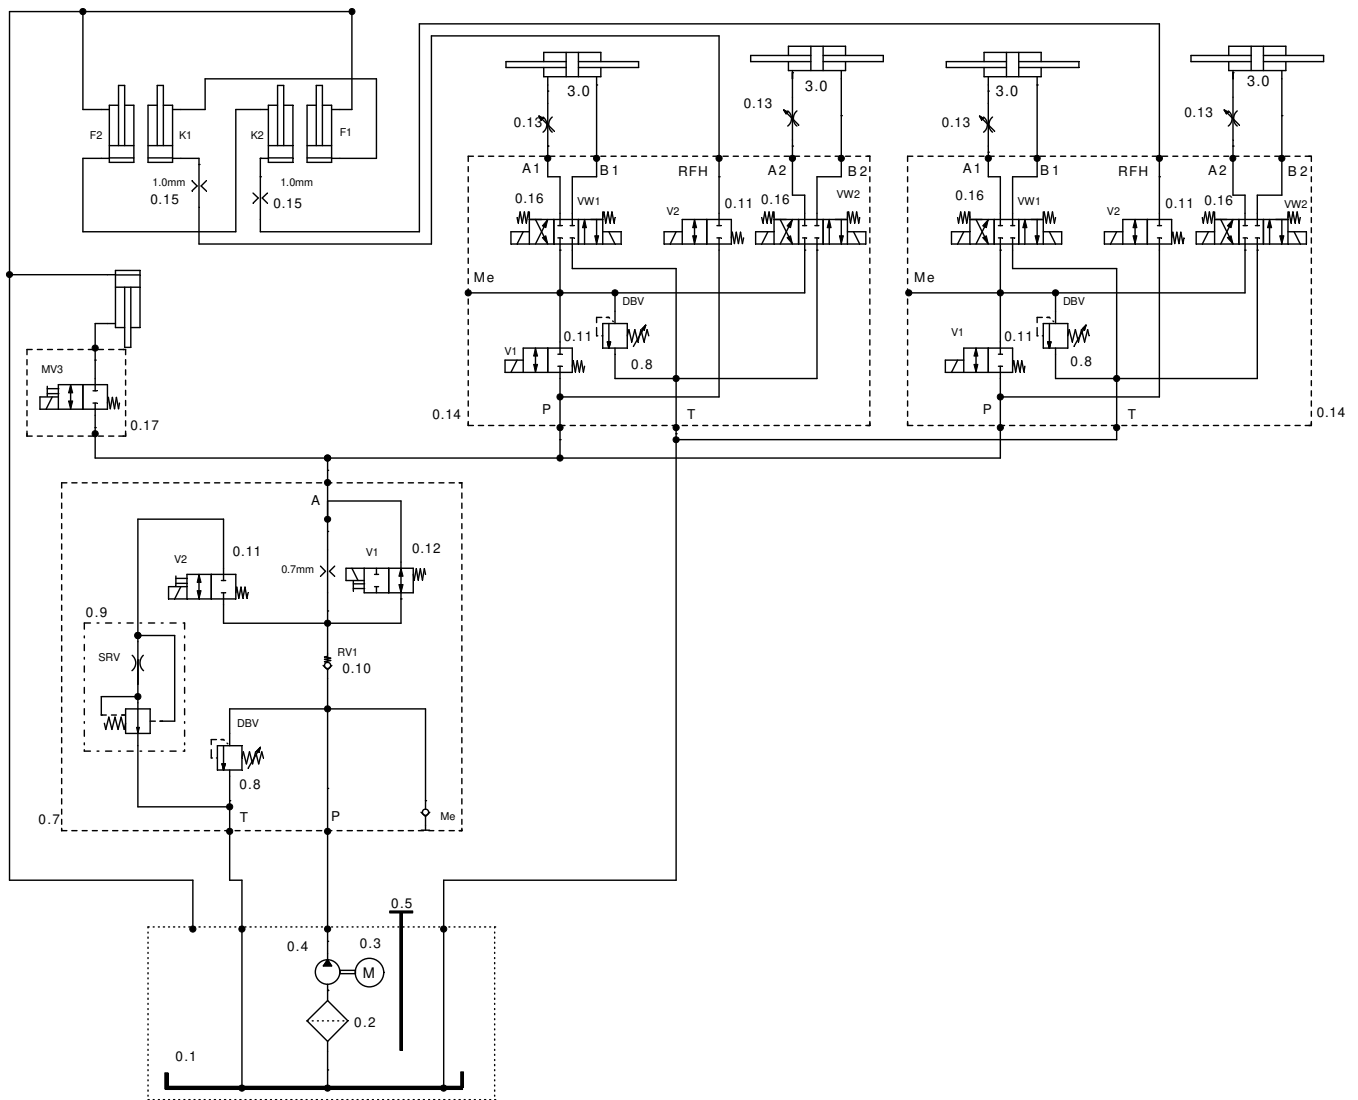 3.0
3.0
3.0
3.0
0.13
0.13
0.13
0.13
F2
K1
K2
F1
1.0mm
0.15
1.0mm
0.15
A1
B1
RFH
A2
B2
0.16
VW1
V2
0.11
0.16
VW2
Me
DBV
0.11
V1
0.8
P
T
0.14
A1
B1
RFH
A2
B2
0.16
VW1
V2
0.11
0.16
VW2
Me
DBV
V1
0.11
0.8
P
T
0.14
MV3
0.17
A
V2
0.11
0.7mm
V1
0.12
0.9
SRV
RV1
0.10
DBV
0.8
0.7
T
P
Me
0.5
0.4
0.3
M
0.2
0.1